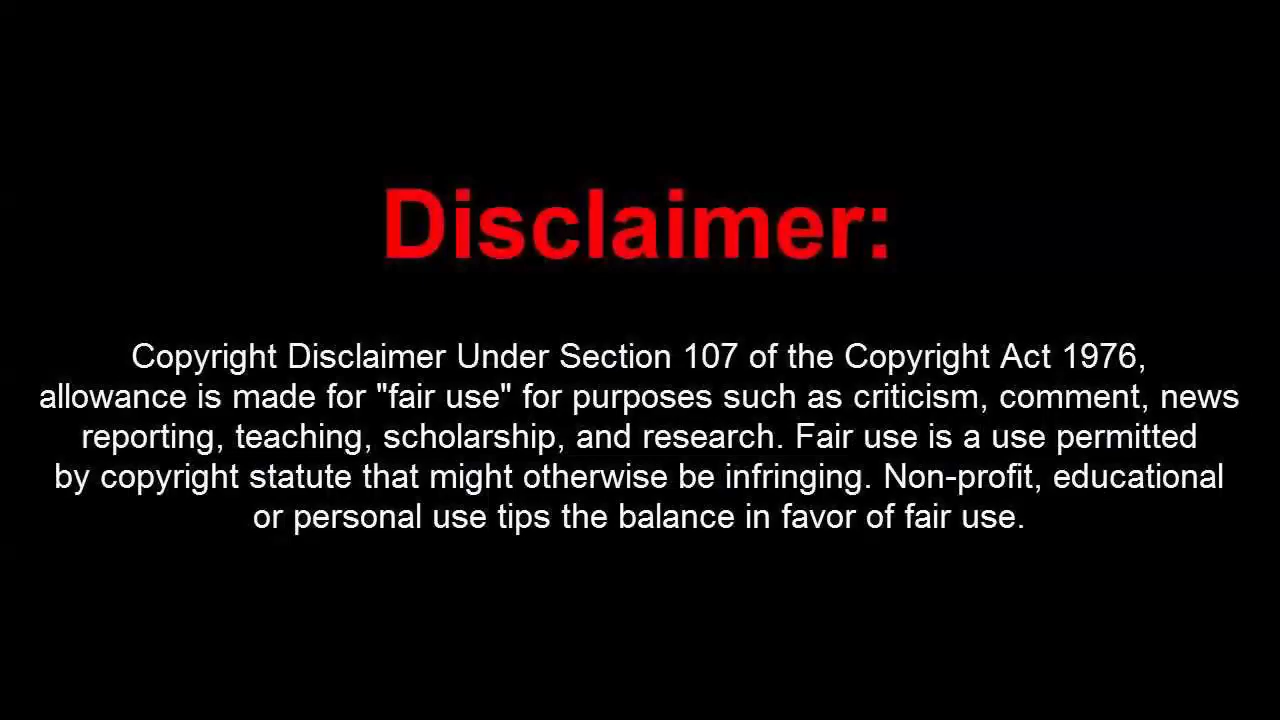 Disclaimer:
Copyright Disclaimer Under Section 107 of the Copyright Act 1976,
allowance is made for "fair use" for purposes such as criticism, comment, news
reporting, teaching, scholarship, and research. Fair use is a use permitted
by copyright statute that might otherwise be infringing. Non-profit, educational
or personal use tips the balance in favor of fair use.